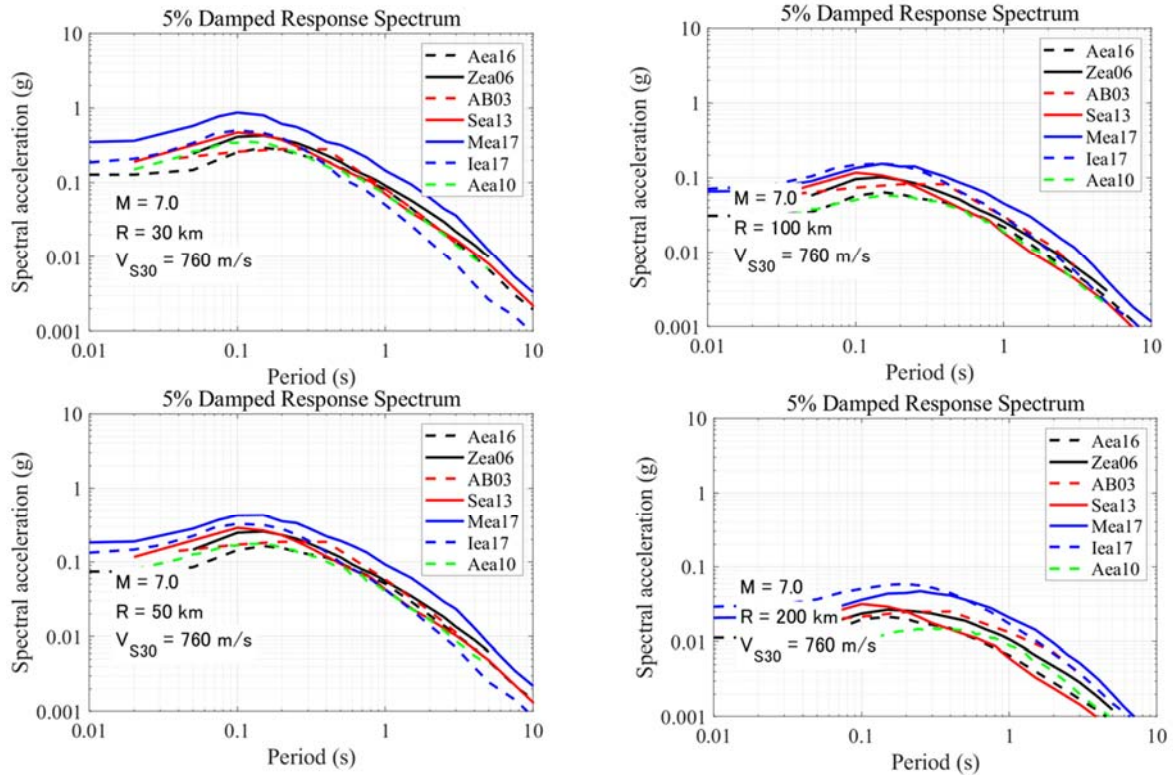 5% Damped Response Spectrum
10
1
0.1
0.01
0.001
Spectral acceleration (g)
Aea16
Zea06
AB03
Sea13
Mea17
Iea17
Aea10
M = 7.0
R = 30 km
V_S30 = 760 m/s
0.01 0.1 1 10
Period (s)
5% Damped Response Spectrum
10
1
0.1
0.01
0.001
Spectral acceleration (g)
Aea16
Zea06
AB03
Sea13
Mea17
Iea17
Aea10
M = 7.0
R = 100 km
V_S30 = 760 m/s
0.01 0.1 1 10
Period (s)
5% Damped Response Spectrum
10
1
0.1
0.01
0.001
Spectral acceleration (g)
Aea16
Zea06
AB03
Sea13
Mea17
Iea17
Aea10
M = 7.0
R = 50 km
V_S30 = 760 m/s
0.01 0.1 1 10
Period (s)
5% Damped Response Spectrum
10
1
0.1
0.01
0.001
Spectral acceleration (g)
Aea16
Zea06
AB03
Sea13
Mea17
Iea17
Aea10
M = 7.0
R = 200 km
V_S30 = 760 m/s
0.01 0.1 1 10
Period (s)